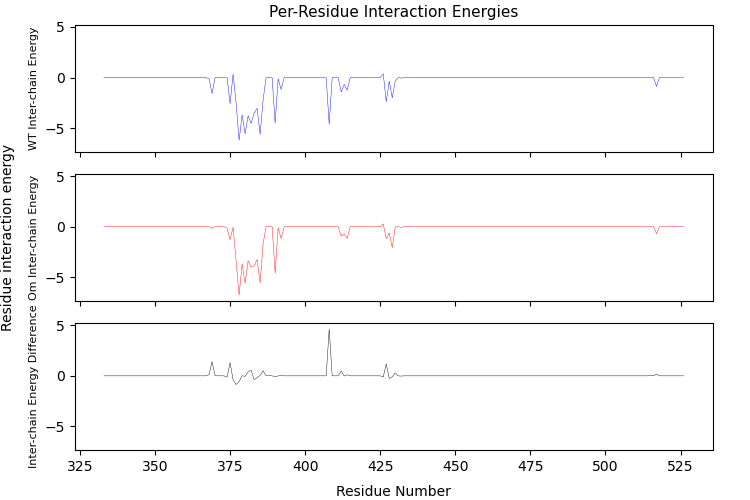 Per-Residue Interaction Energies
Residue interaction energy
WT Inter-chain Energy
5
0
−5
Om Inter-chain Energy
5
0
−5
Inter-chain Energy Difference
5
0
−5
325 350 375 400 425 450 475 500 525
Residue Number